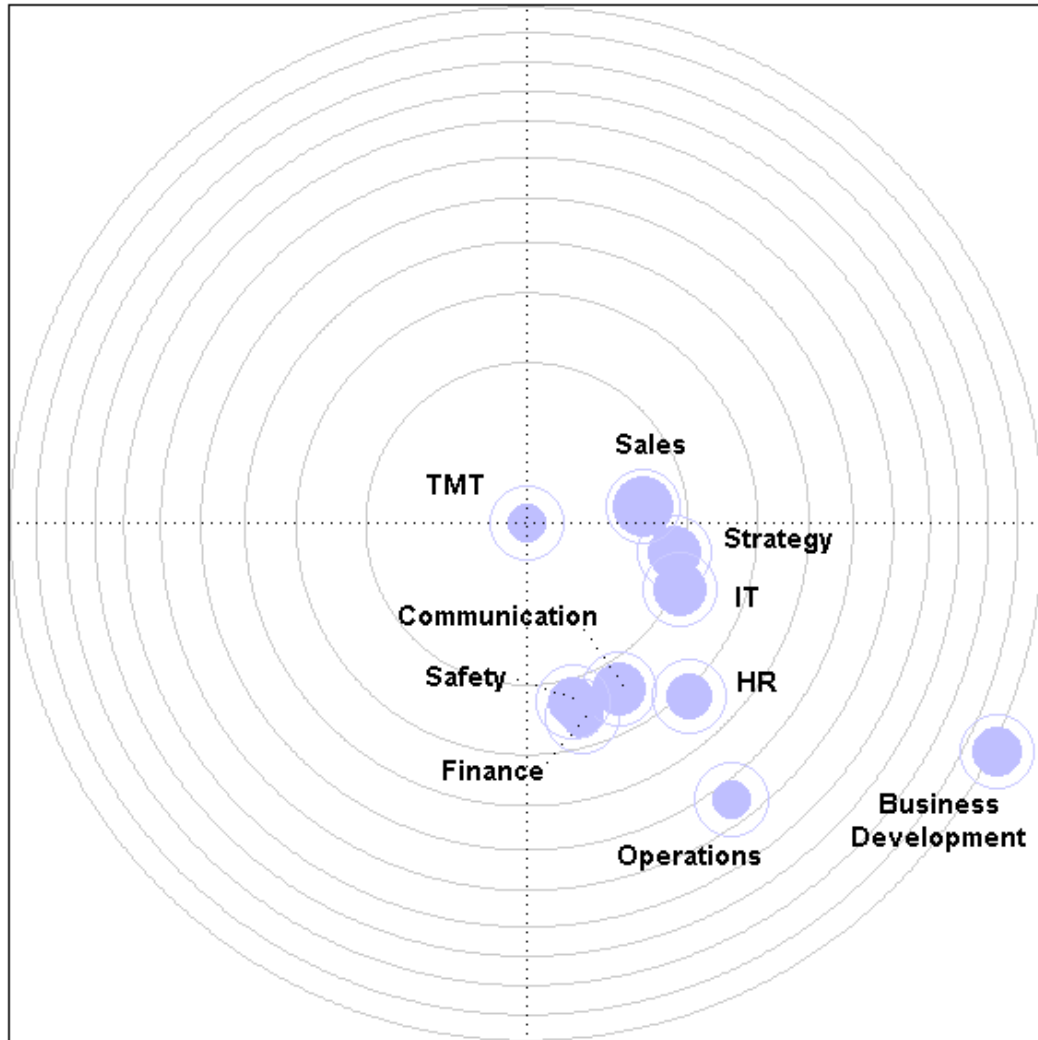 Sales
TMT
Strategy
IT
Communication
Safety
HR
Finance
Business
Development
Operations